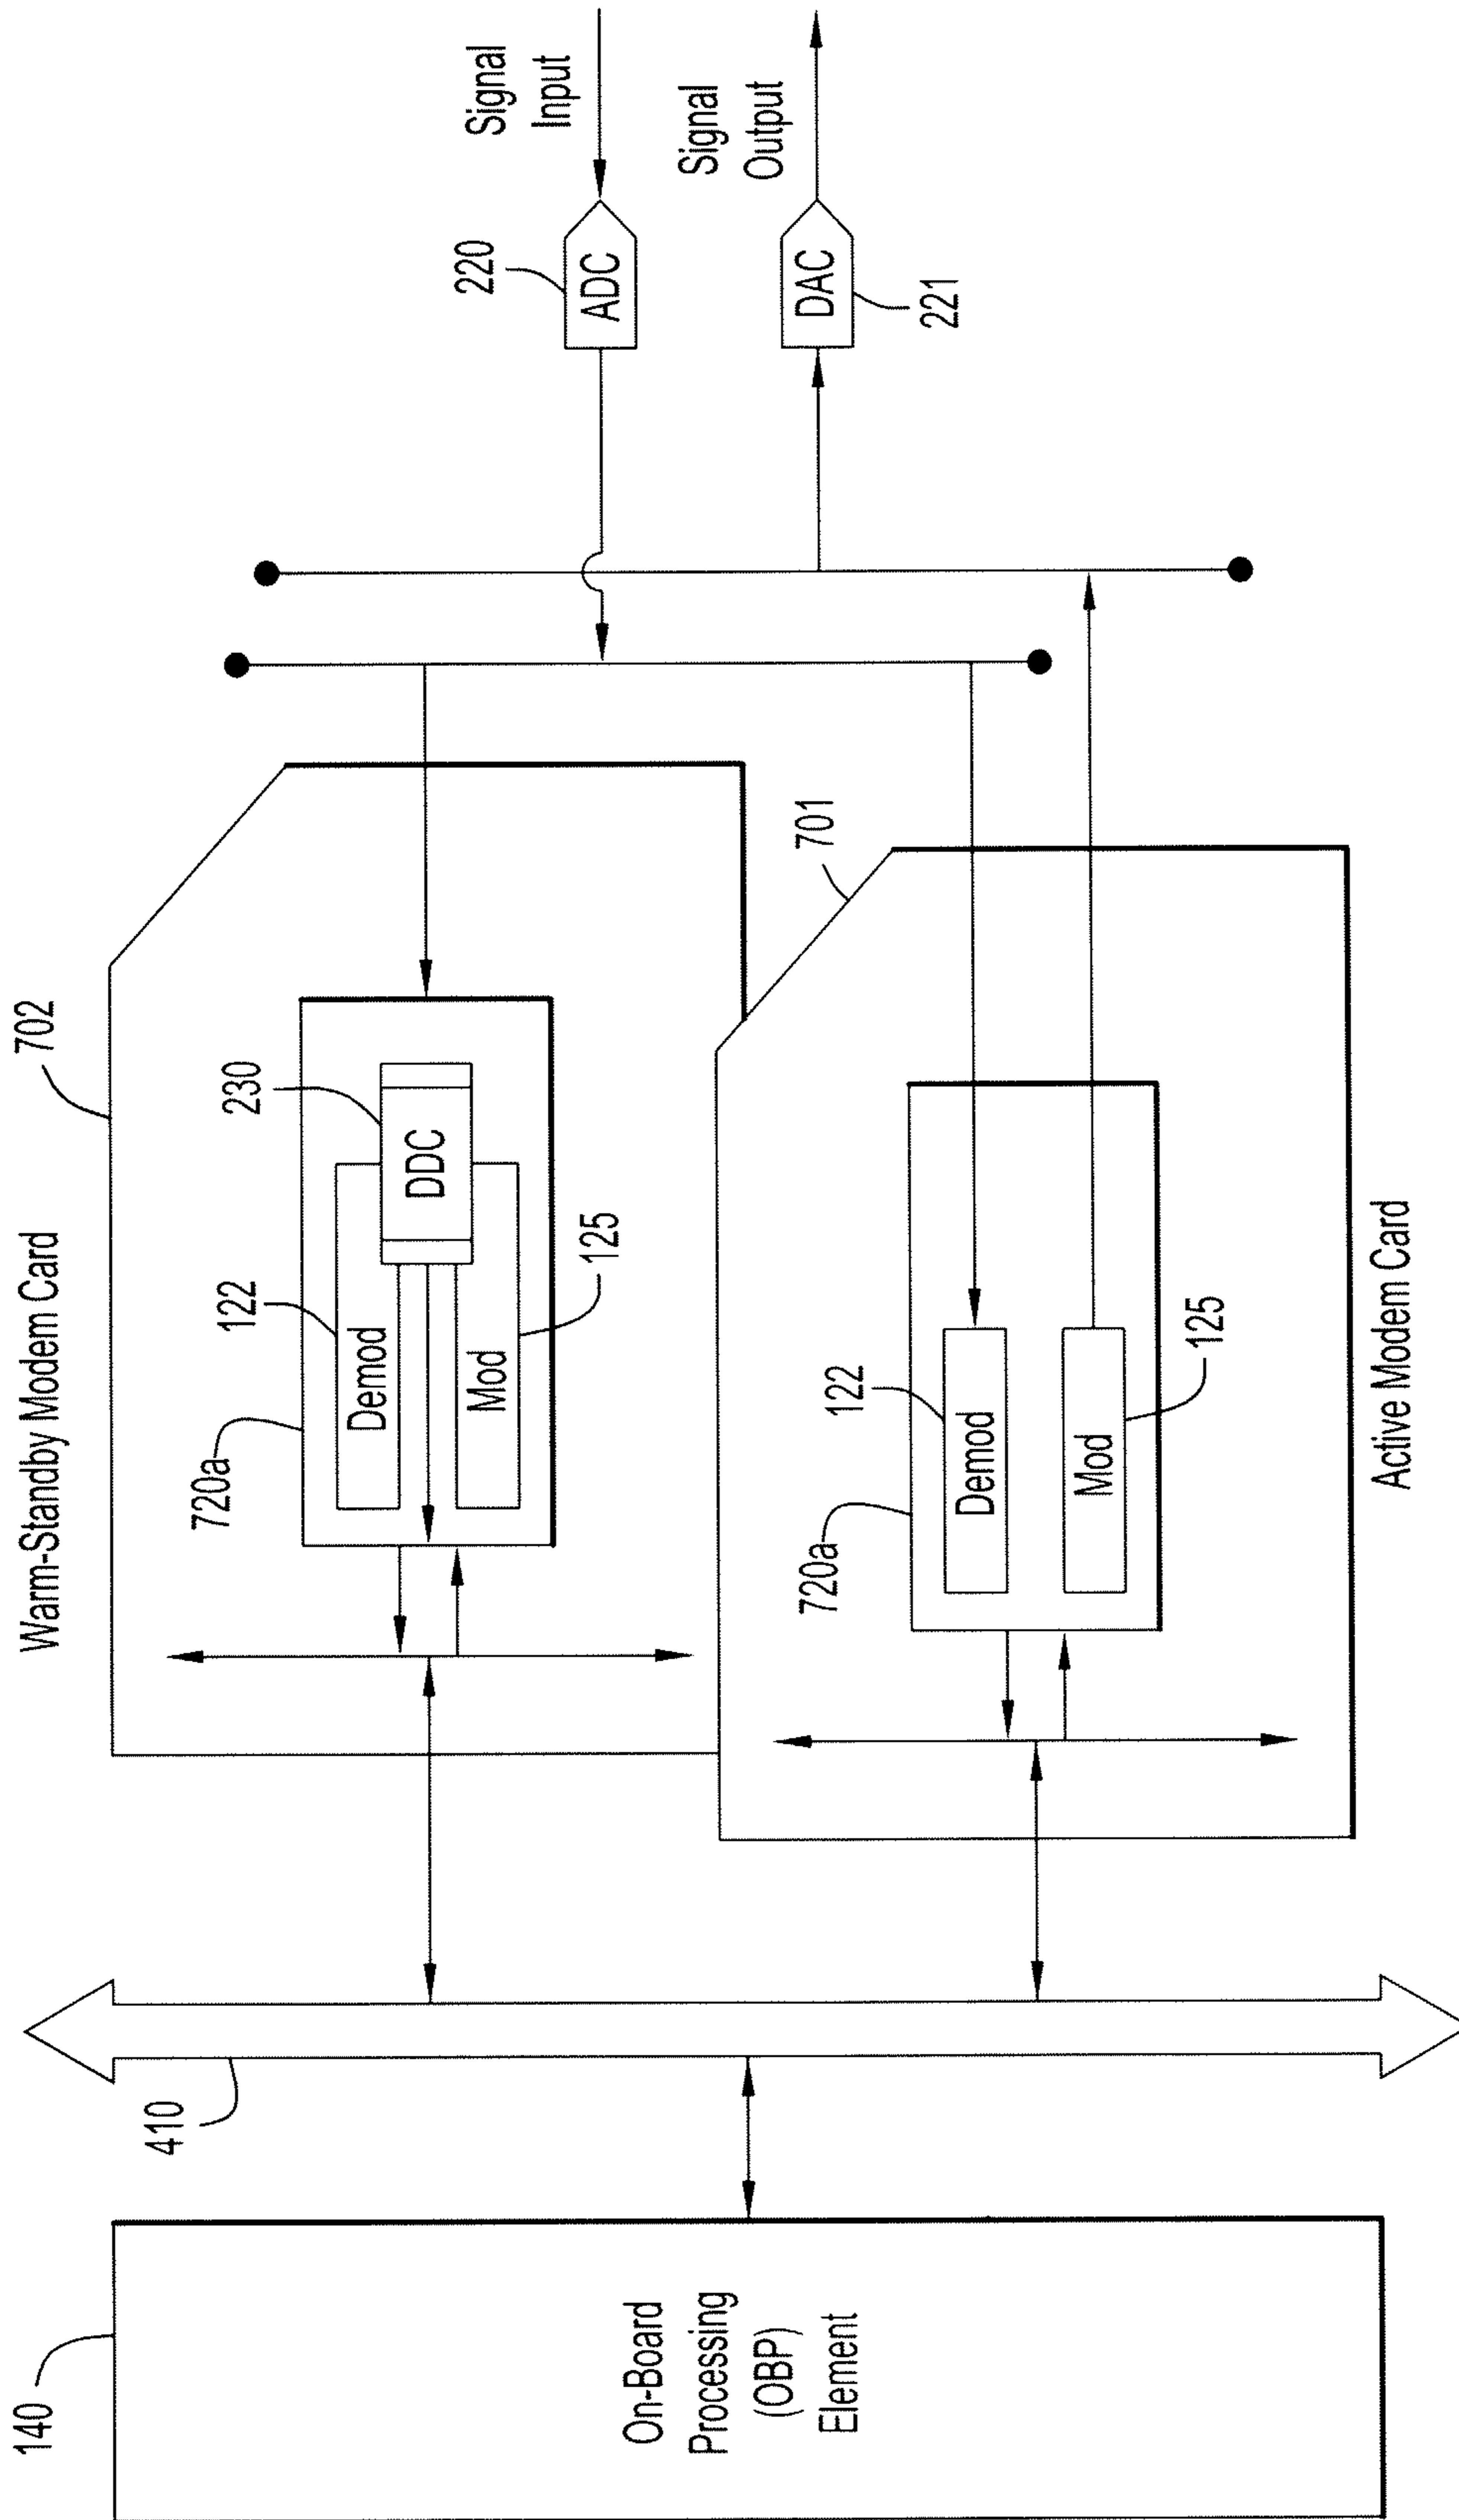 140
On-Board
Processing
(OBP)
Element
410
Warm-Standby Modem Card
702
720a
122
Demod
230
DDC
Mod
125
701
720a
122
Demod
Mod
125
Active Modem Card
Signal
Input
220
ADC
Signal
Output
DAC
221